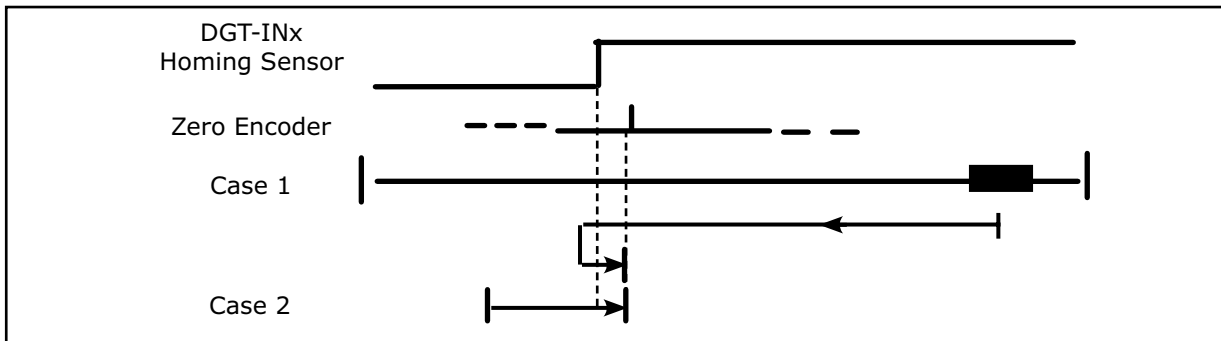 DGT-INx
Homing Sensor
Zero Encoder
Case 1
Case 2